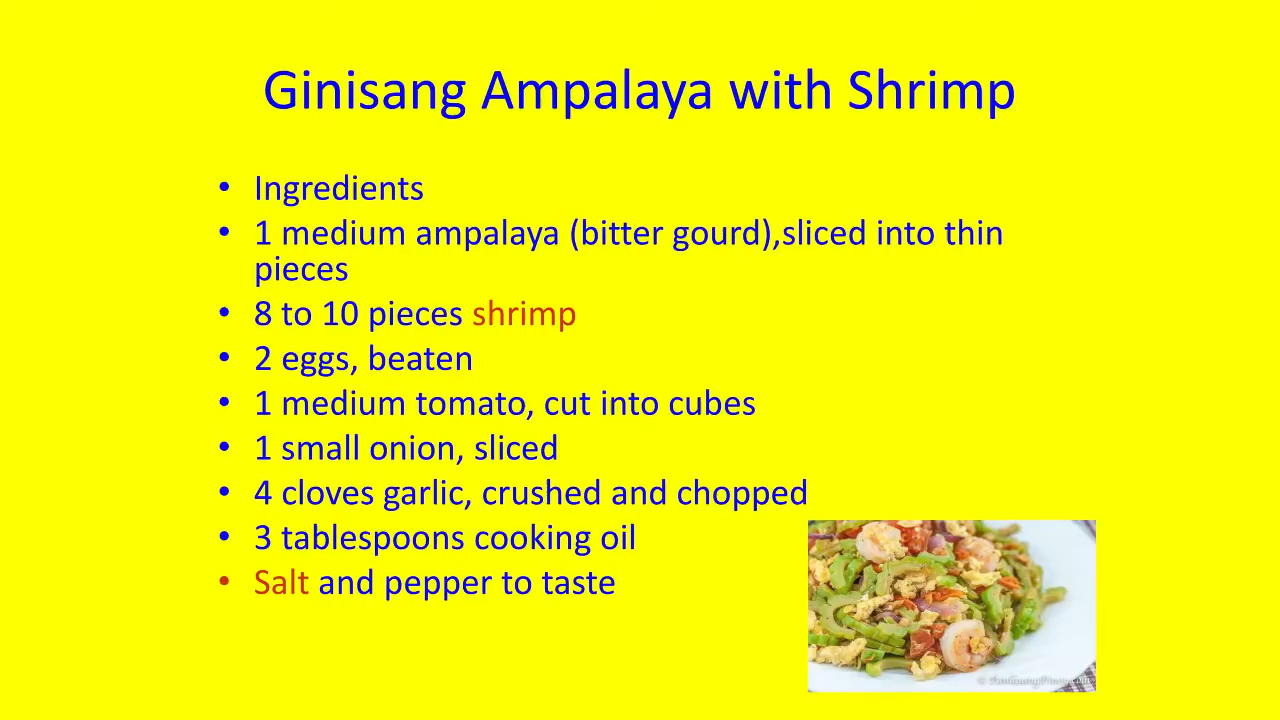 Ginisang Ampalaya with Shrimp
• Ingredients
• 1 medium ampalaya (bitter gourd),sliced into thin
pieces
• 8 to 10 pieces shrimp
• 2 eggs, beaten
• 1 medium tomato, cut into cubes
• 1 small onion, sliced
• 4 cloves garlic, crushed and chopped
• 3 tablespoons cooking oil
• Salt and pepper to taste